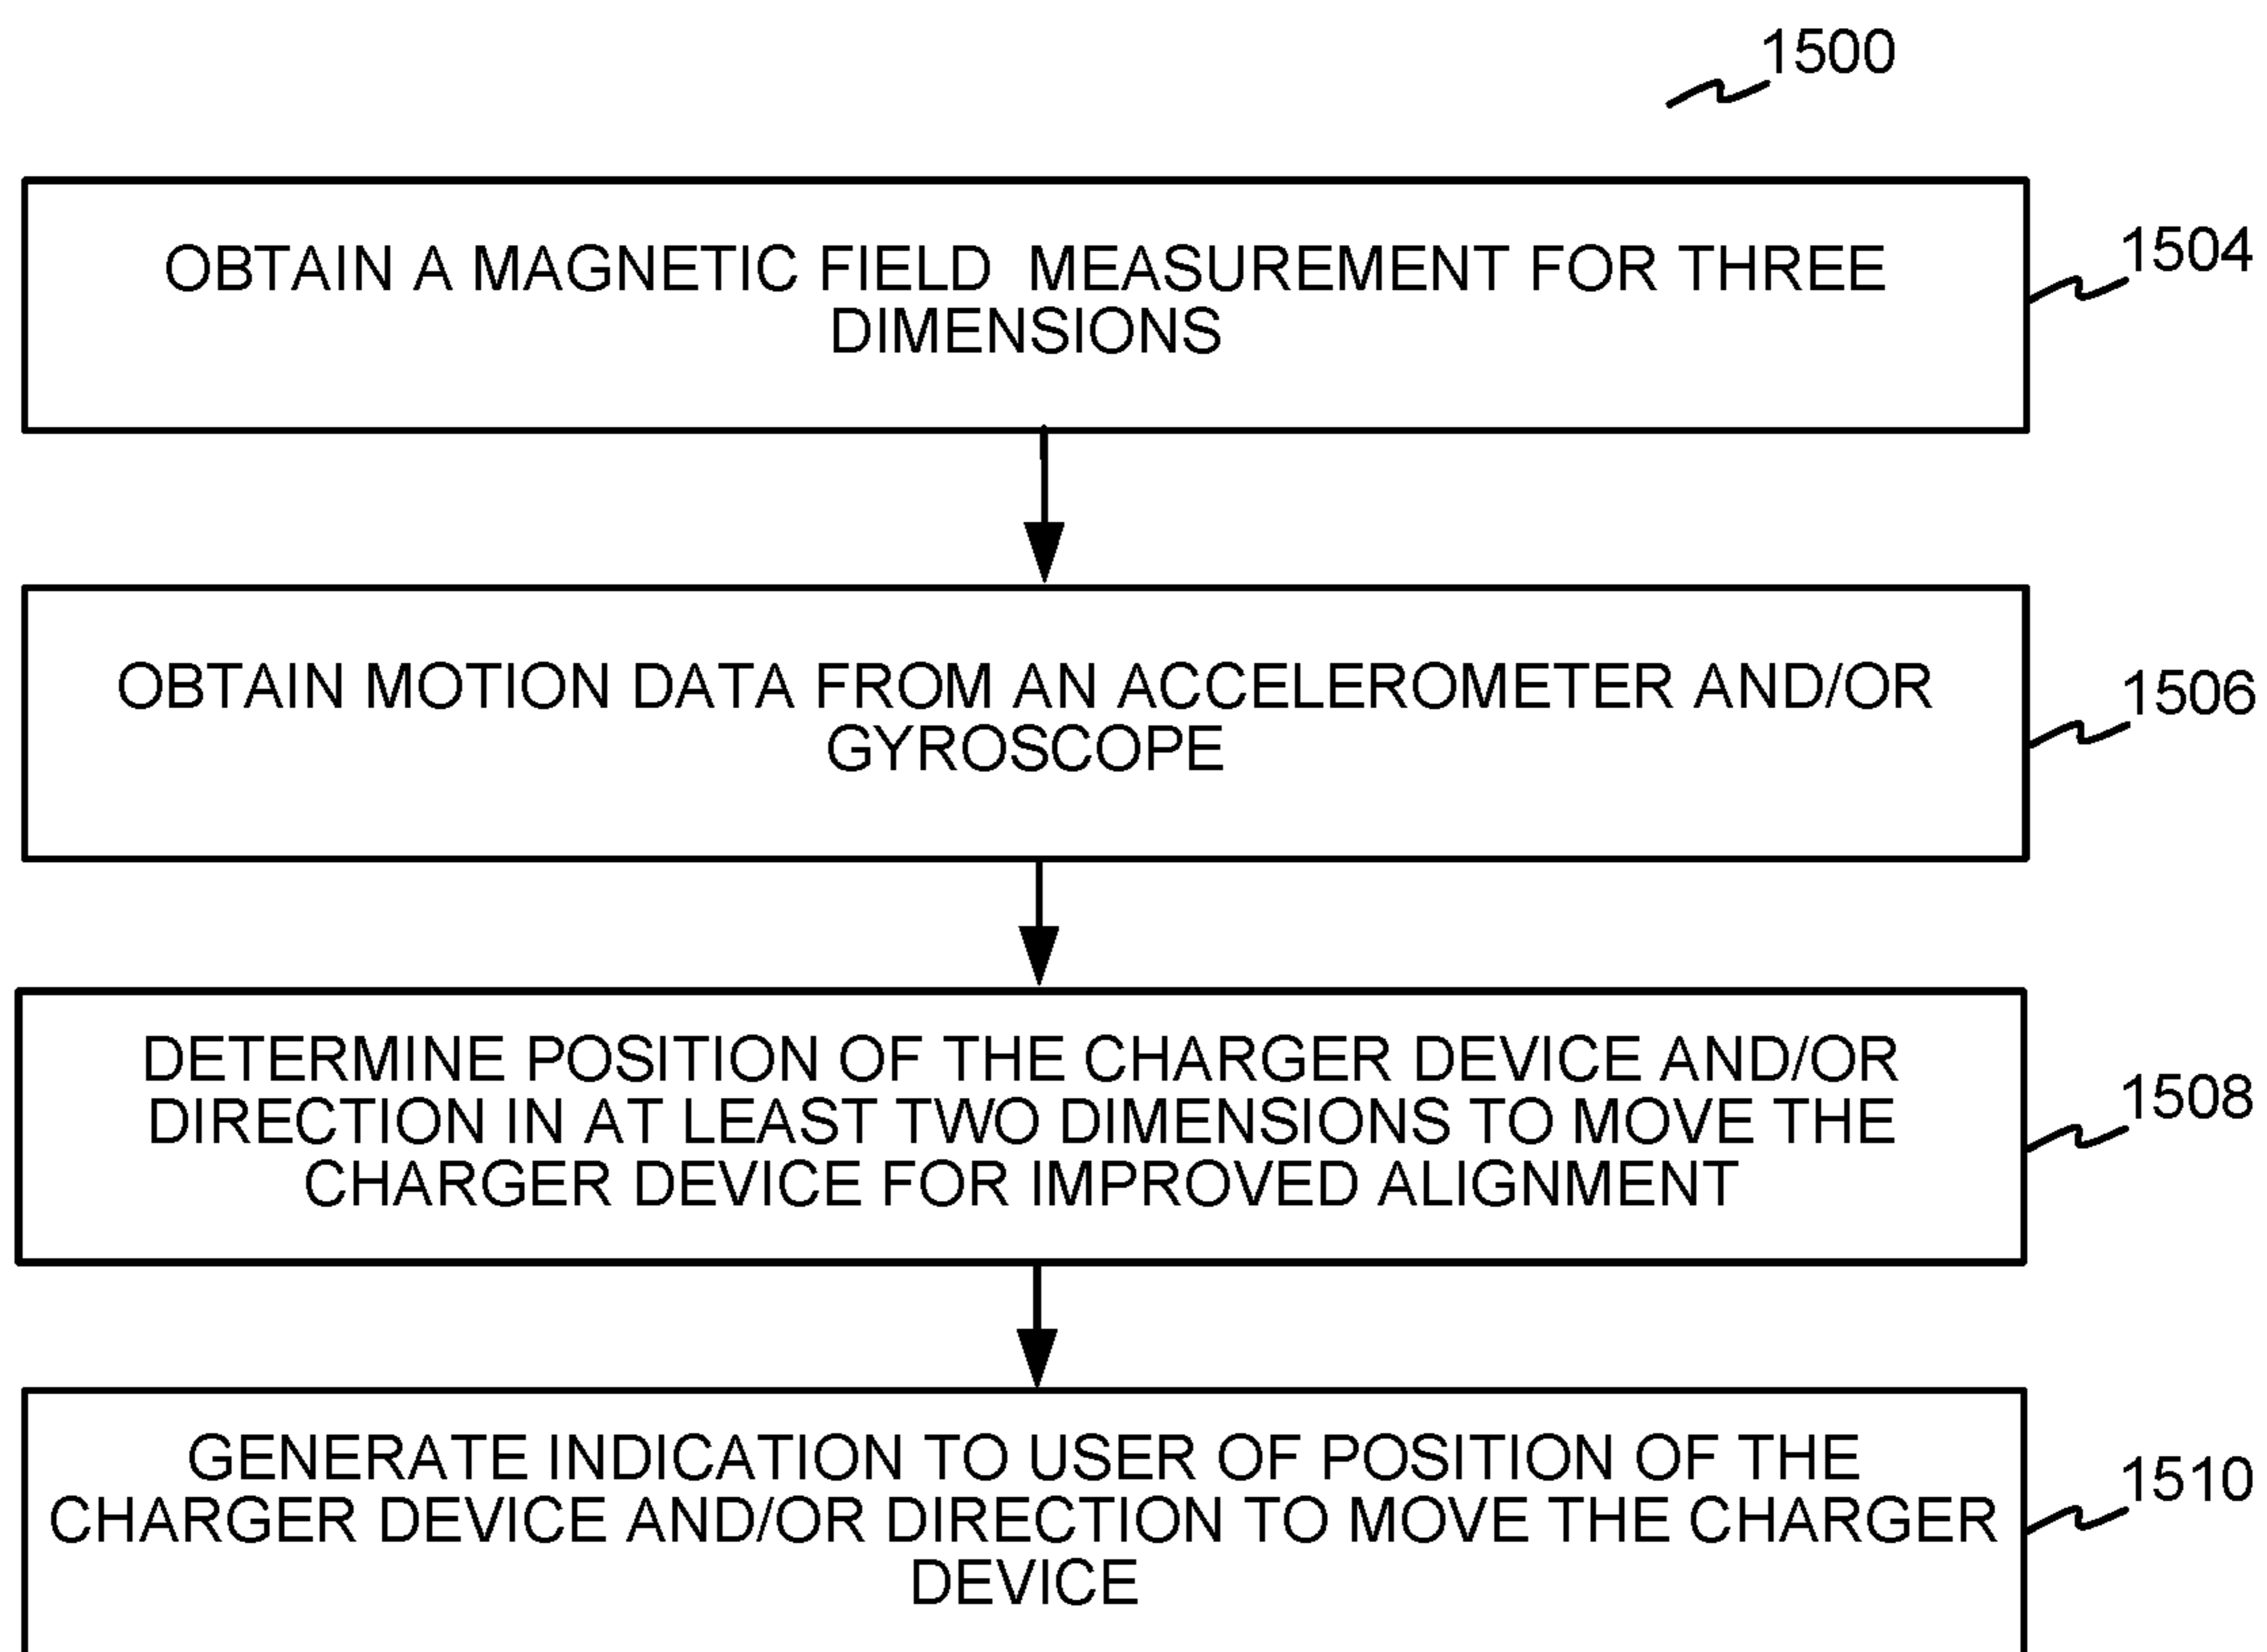 1500
OBTAIN A MAGNETIC FIELD MEASUREMENT FOR THREE
DIMENSIONS
1504
OBTAIN MOTION DATA FROM AN ACCELEROMETER AND/OR
GYROSCOPE
1506
DETERMINE POSITION OF THE CHARGER DEVICE AND/OR
DIRECTION IN AT LEAST TWO DIMENSIONS TO MOVE THE
CHARGER DEVICE FOR IMPROVED ALIGNMENT
1508
GENERATE INDICATION TO USER OF POSITION OF THE
CHARGER DEVICE AND/OR DIRECTION TO MOVE THE CHARGER
DEVICE
1510